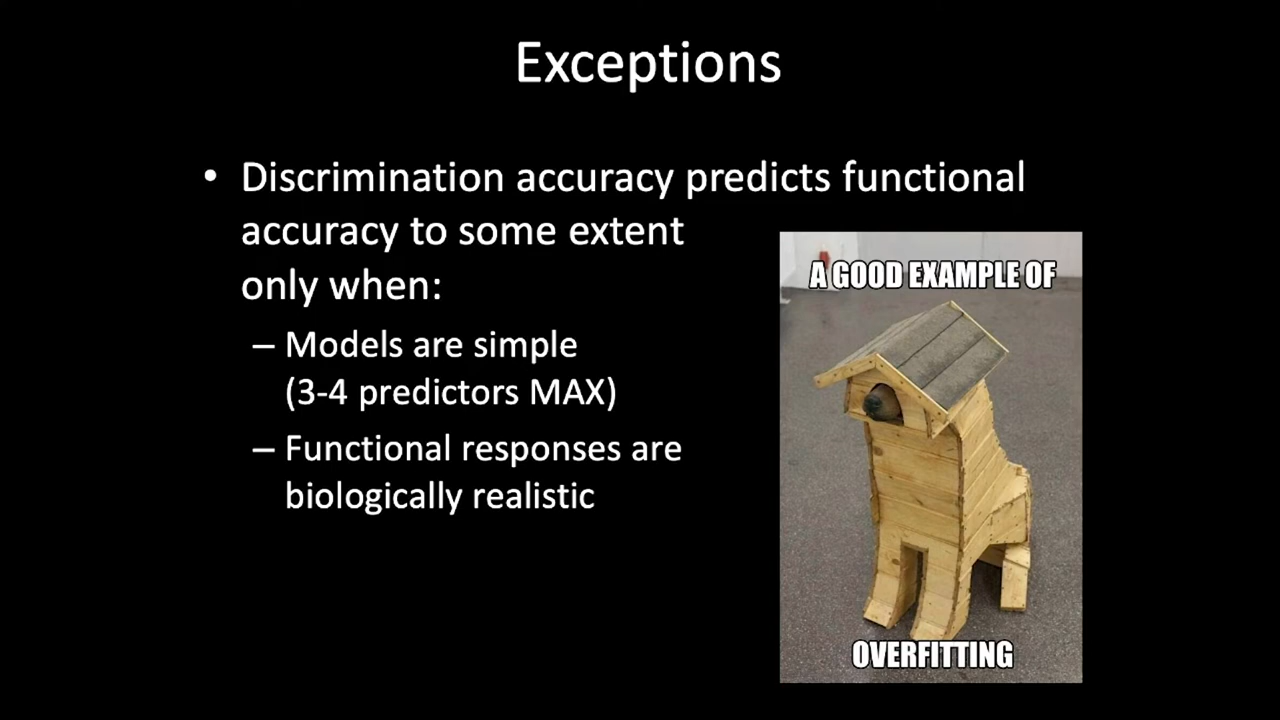 Exceptions
• Discrimination accuracy predicts functional
accuracy to some extent
only when:
– Models are simple
(3-4 predictors MAX)
– Functional responses are
biologically realistic
A GOOD EXAMPLE OF
OVERFITTING